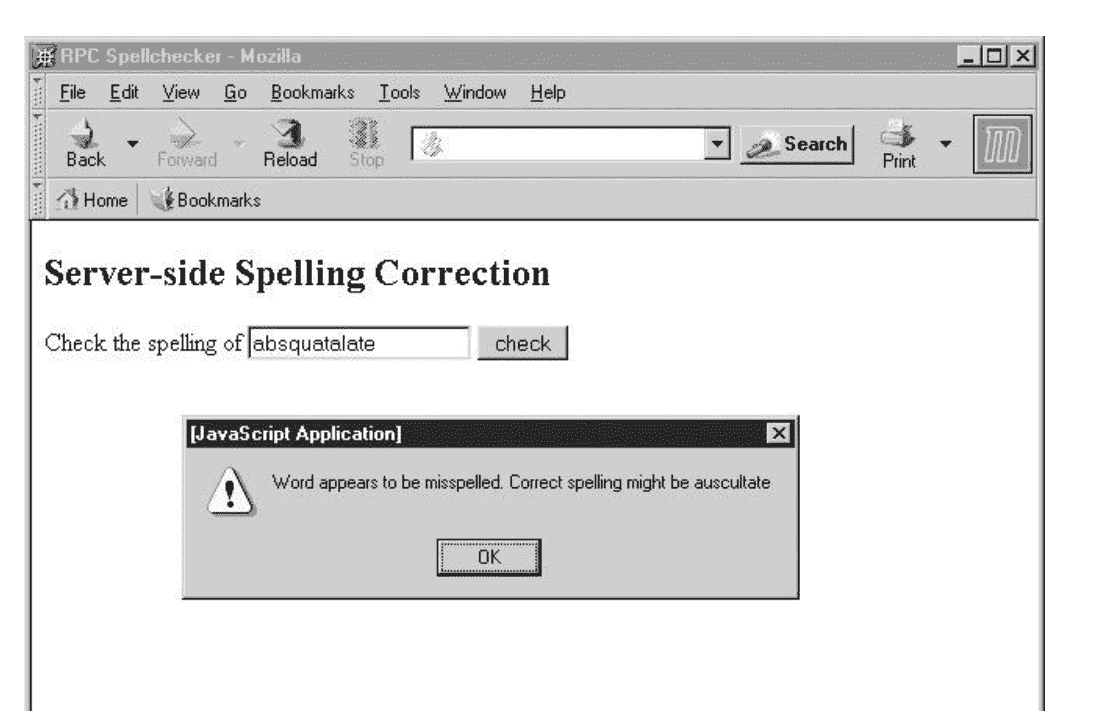 RPC Spellchecker - Mozilla
File Edit View Go Bookmarks Tools Window Help
Back Forward Reload Stop Search Print
Home Bookmarks
Server-side Spelling Correction
Check the spelling of absquatalate check
[JavaScript Application]
Word appears to be misspelled. Correct spelling might be auscultate
OK